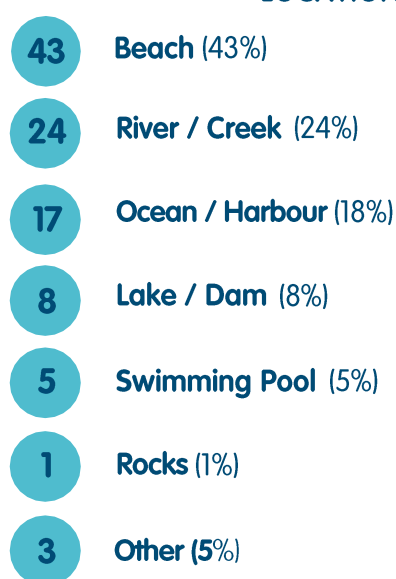 43 Beach (43%)
24 River / Creek (24%)
17 Ocean / Harbour (18%)
8 Lake / Dam (8%)
5 Swimming Pool (5%)
1 Rocks (1%)
3 Other (5%)